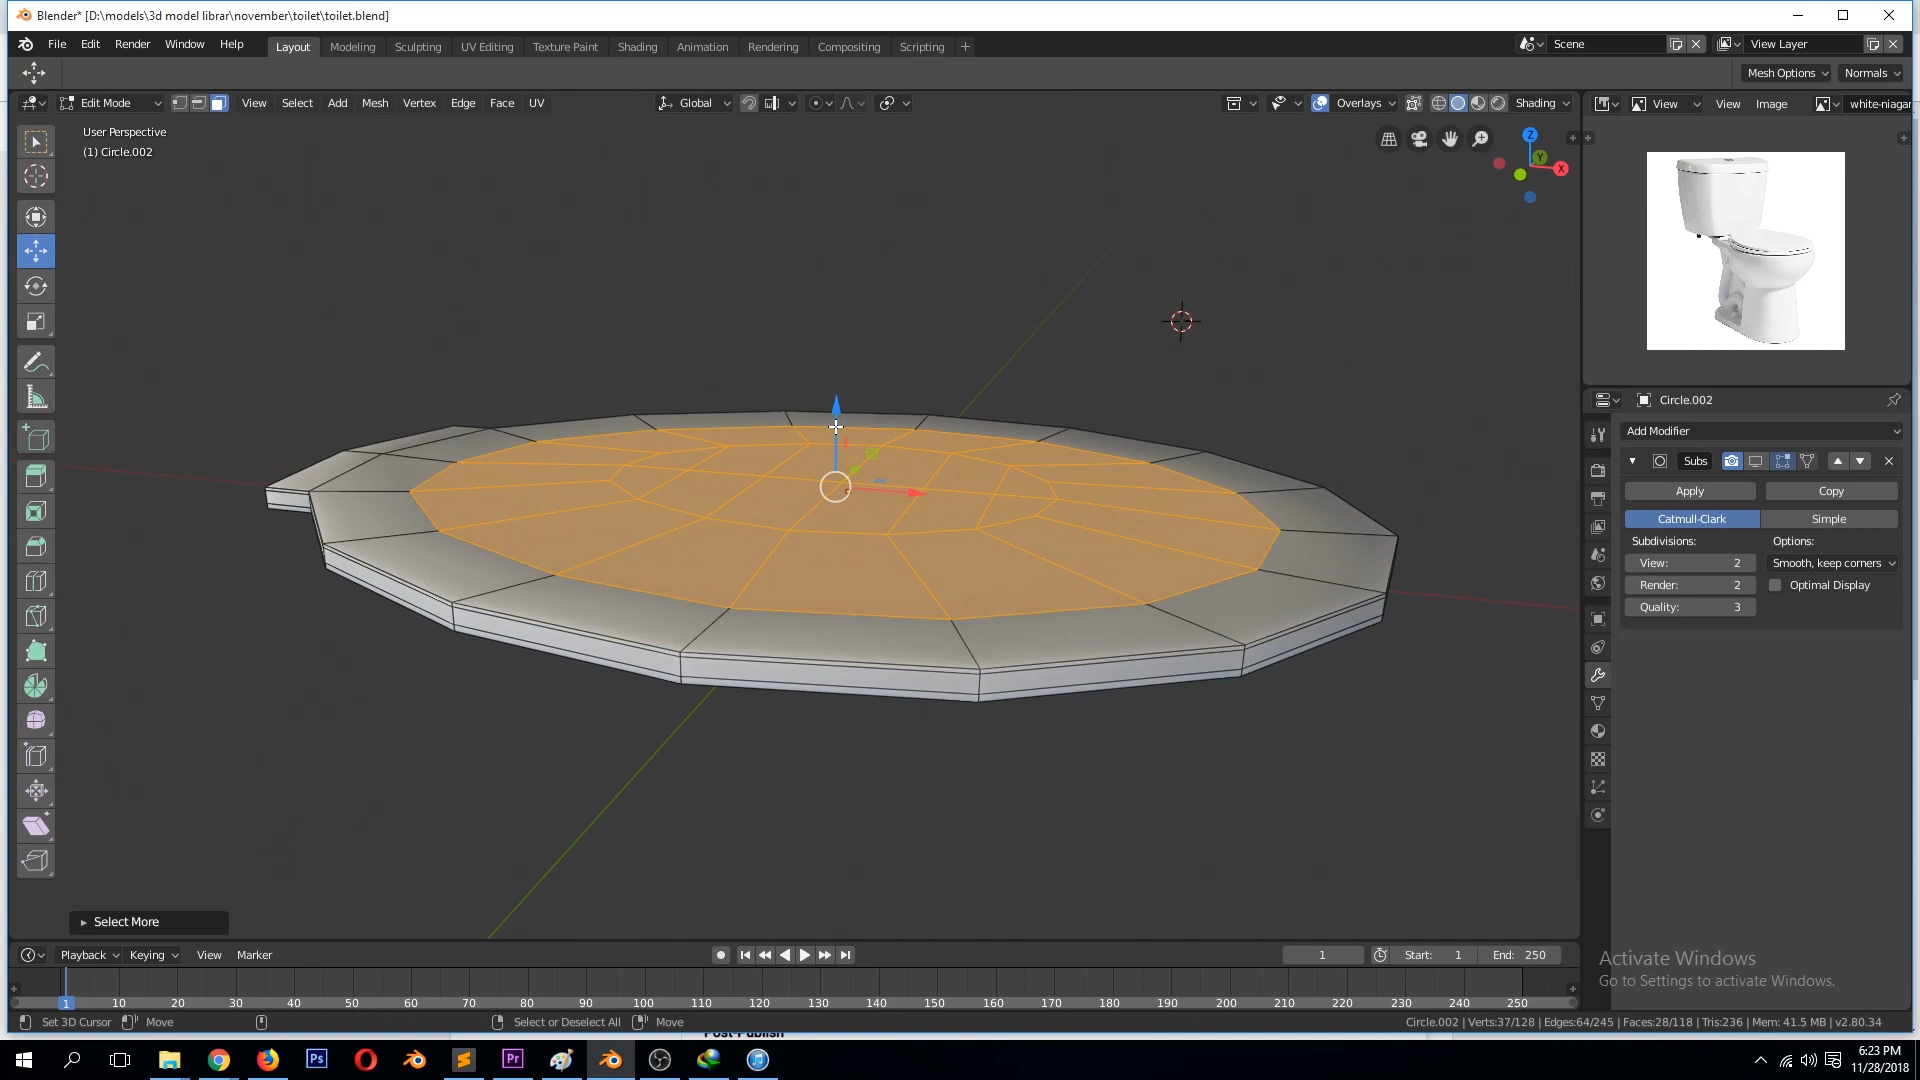 Blender* [D:\models\3d model librar\november\toilet\toilet.blend]
File Edit Render Window Help Layout Modeling Sculpting UV Editing Texture Paint Shading Animation Rendering Compositing Scripting + Scene View Layer
Mesh Options Normals
Edit Mode View Select Add Mesh Vertex Edge Face UV Global Overlays Shading View View Image white-niagar
User Perspective
(1) Circle.002
Z
Y
X
Circle.002
Add Modifier
Subs
Apply Copy
Catmull-Clark Simple
Subdivisions: Options:
View: 2 Smooth, keep corners
Render: 2 Optimal Display
Quality: 3
Select More
Playback Keying View Marker 1 Start: 1 End: 250
1 10 20 30 40 50 60 70 80 90 100 110 120 130 140 150 160 170 180 190 200 210 220 230 240 250
Activate Windows
Go to Settings to activate Windows.
Set 3D Cursor Move Select or Deselect All Move Circle.002 | Verts:37/128 | Edges:64/245 | Faces:28/118 | Tris:236 | Mem: 41.5 MB | v2.80.34
Post-Publish
Ps Pr
6:23 PM
11/28/2018